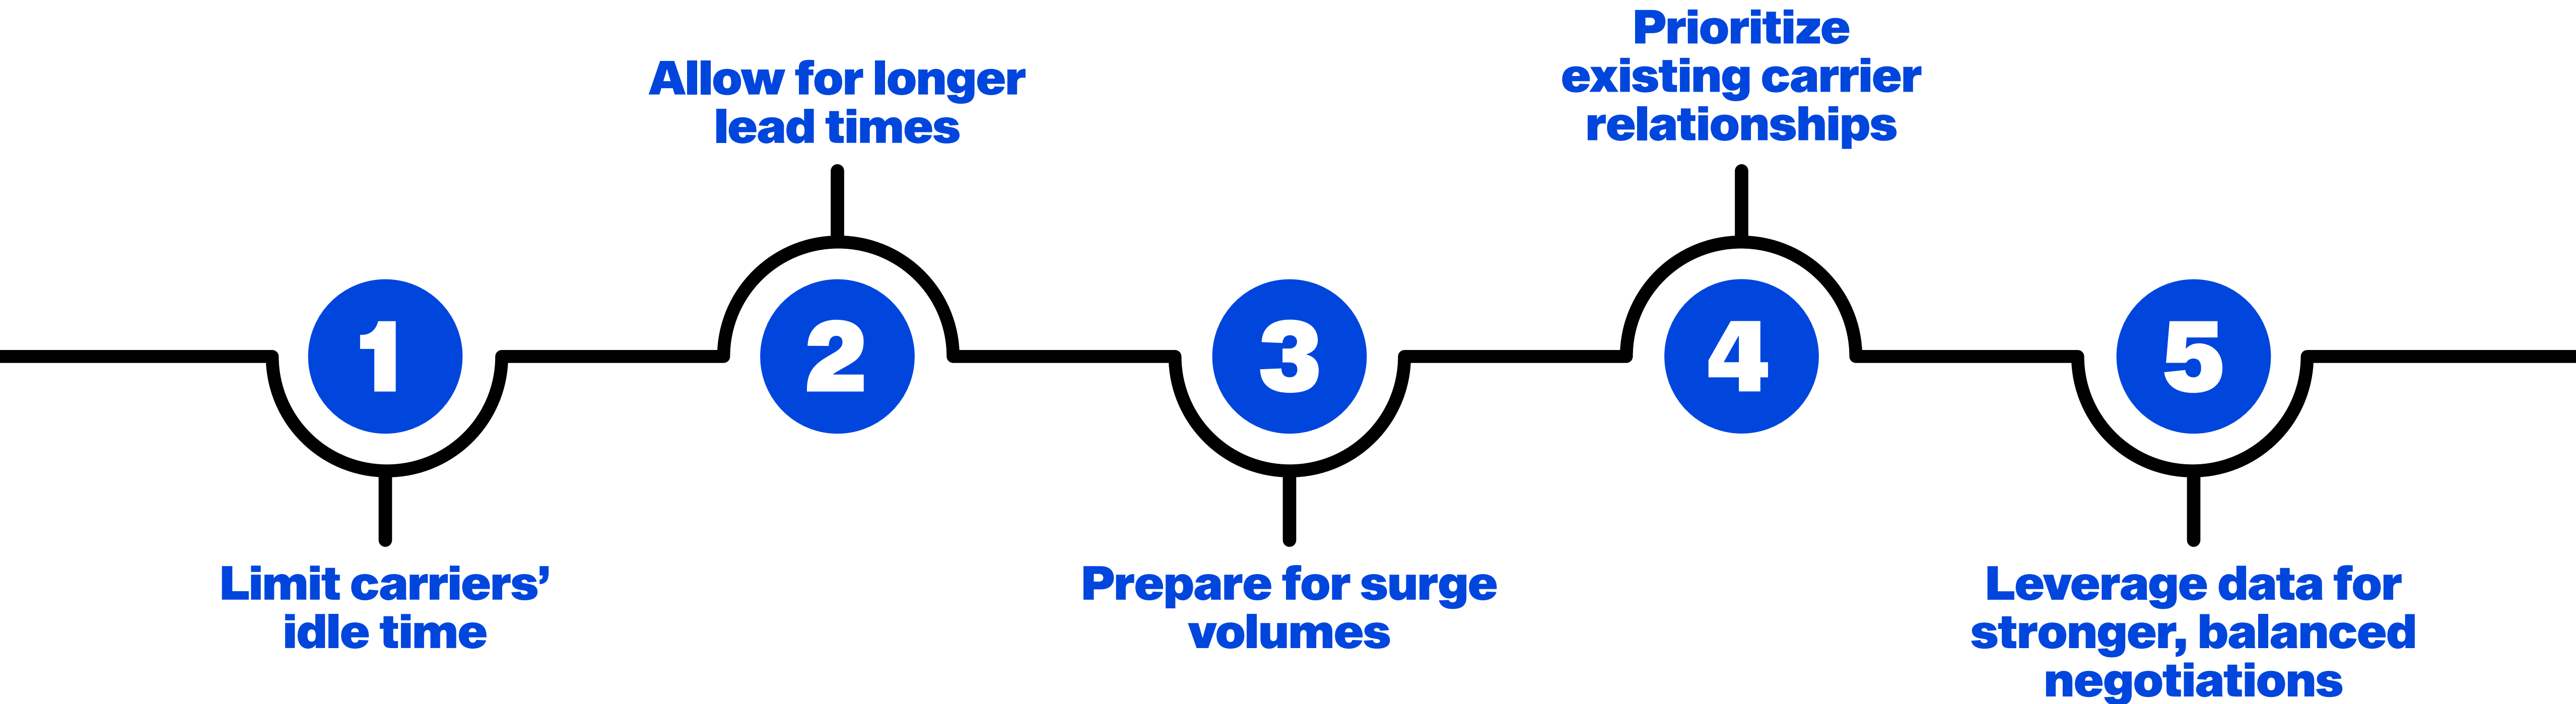 1
Limit carriers’
idle time
2
Allow for longer
lead times
3
Prepare for surge
volumes
4
Prioritize
existing carrier
relationships
5
Leverage data for
stronger, balanced
negotiations